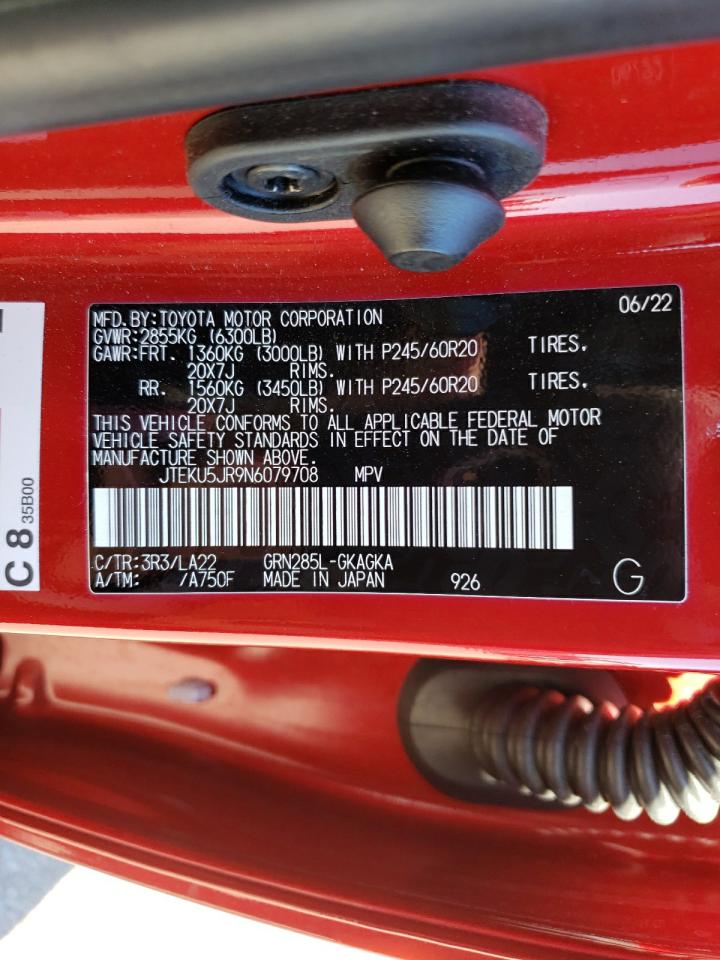 06/22
MFD. BY: TOYOTA MOTOR CORPORATION
GVWR: 2855KG (6300LB)
GAWR: FRT. 1360KG (3000LB) WITH P245/60R20 TIRES.
20X7J RIMS.
RR. 1560KG (3450LB) WITH P245/60R20 TIRES.
20X7J RIMS.
THIS VEHICLE CONFORMS TO ALL APPLICABLE FEDERAL MOTOR
VEHICLE SAFETY STANDARDS IN EFFECT ON THE DATE OF
MANUFACTURE SHOWN ABOVE.
JTEKU5JR9N6079708 MPV
C/TR: 3R3/LA22 GRN285L-GKAGKA
A/TM: /A750F MADE IN JAPAN 926 G
C8 35B00